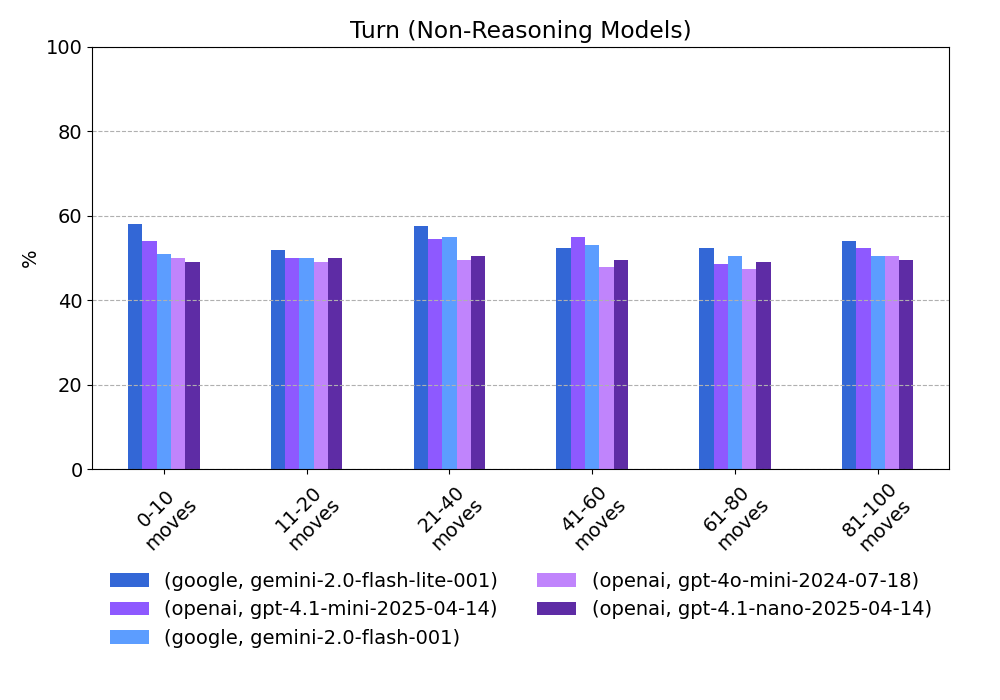 Turn (Non-Reasoning Models)
100
80
60
40
20
0
%
0-10
moves
11-20
moves
21-40
moves
41-60
moves
61-80
moves
81-100
moves
(google, gemini-2.0-flash-lite-001)
(openai, gpt-4.1-mini-2025-04-14)
(google, gemini-2.0-flash-001)
(openai, gpt-4o-mini-2024-07-18)
(openai, gpt-4.1-nano-2025-04-14)